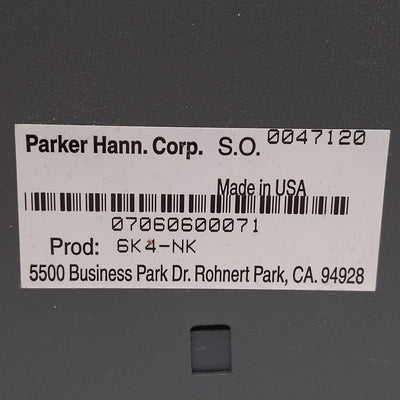 Parker Hann. Corp. S.O. 0047120
Made in USA
07060600071
Prod: 6K4-NK
5500 Business Park Dr. Rohnert Park, CA. 94928